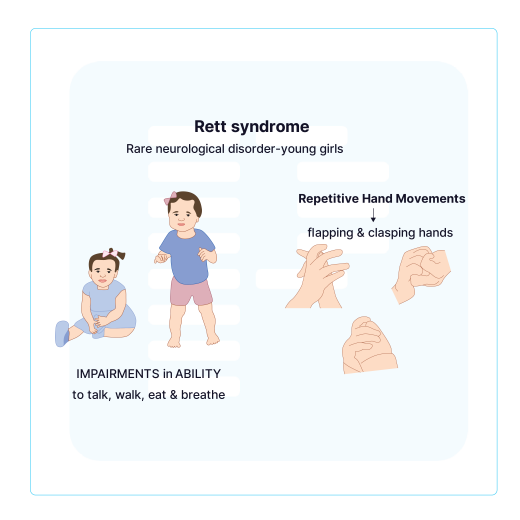 Rett syndrome
Rare neurological disorder-young girls
Repetitive Hand Movements
flapping & clasping hands
IMPAIRMENTS in ABILITY
to talk, walk, eat & breathe